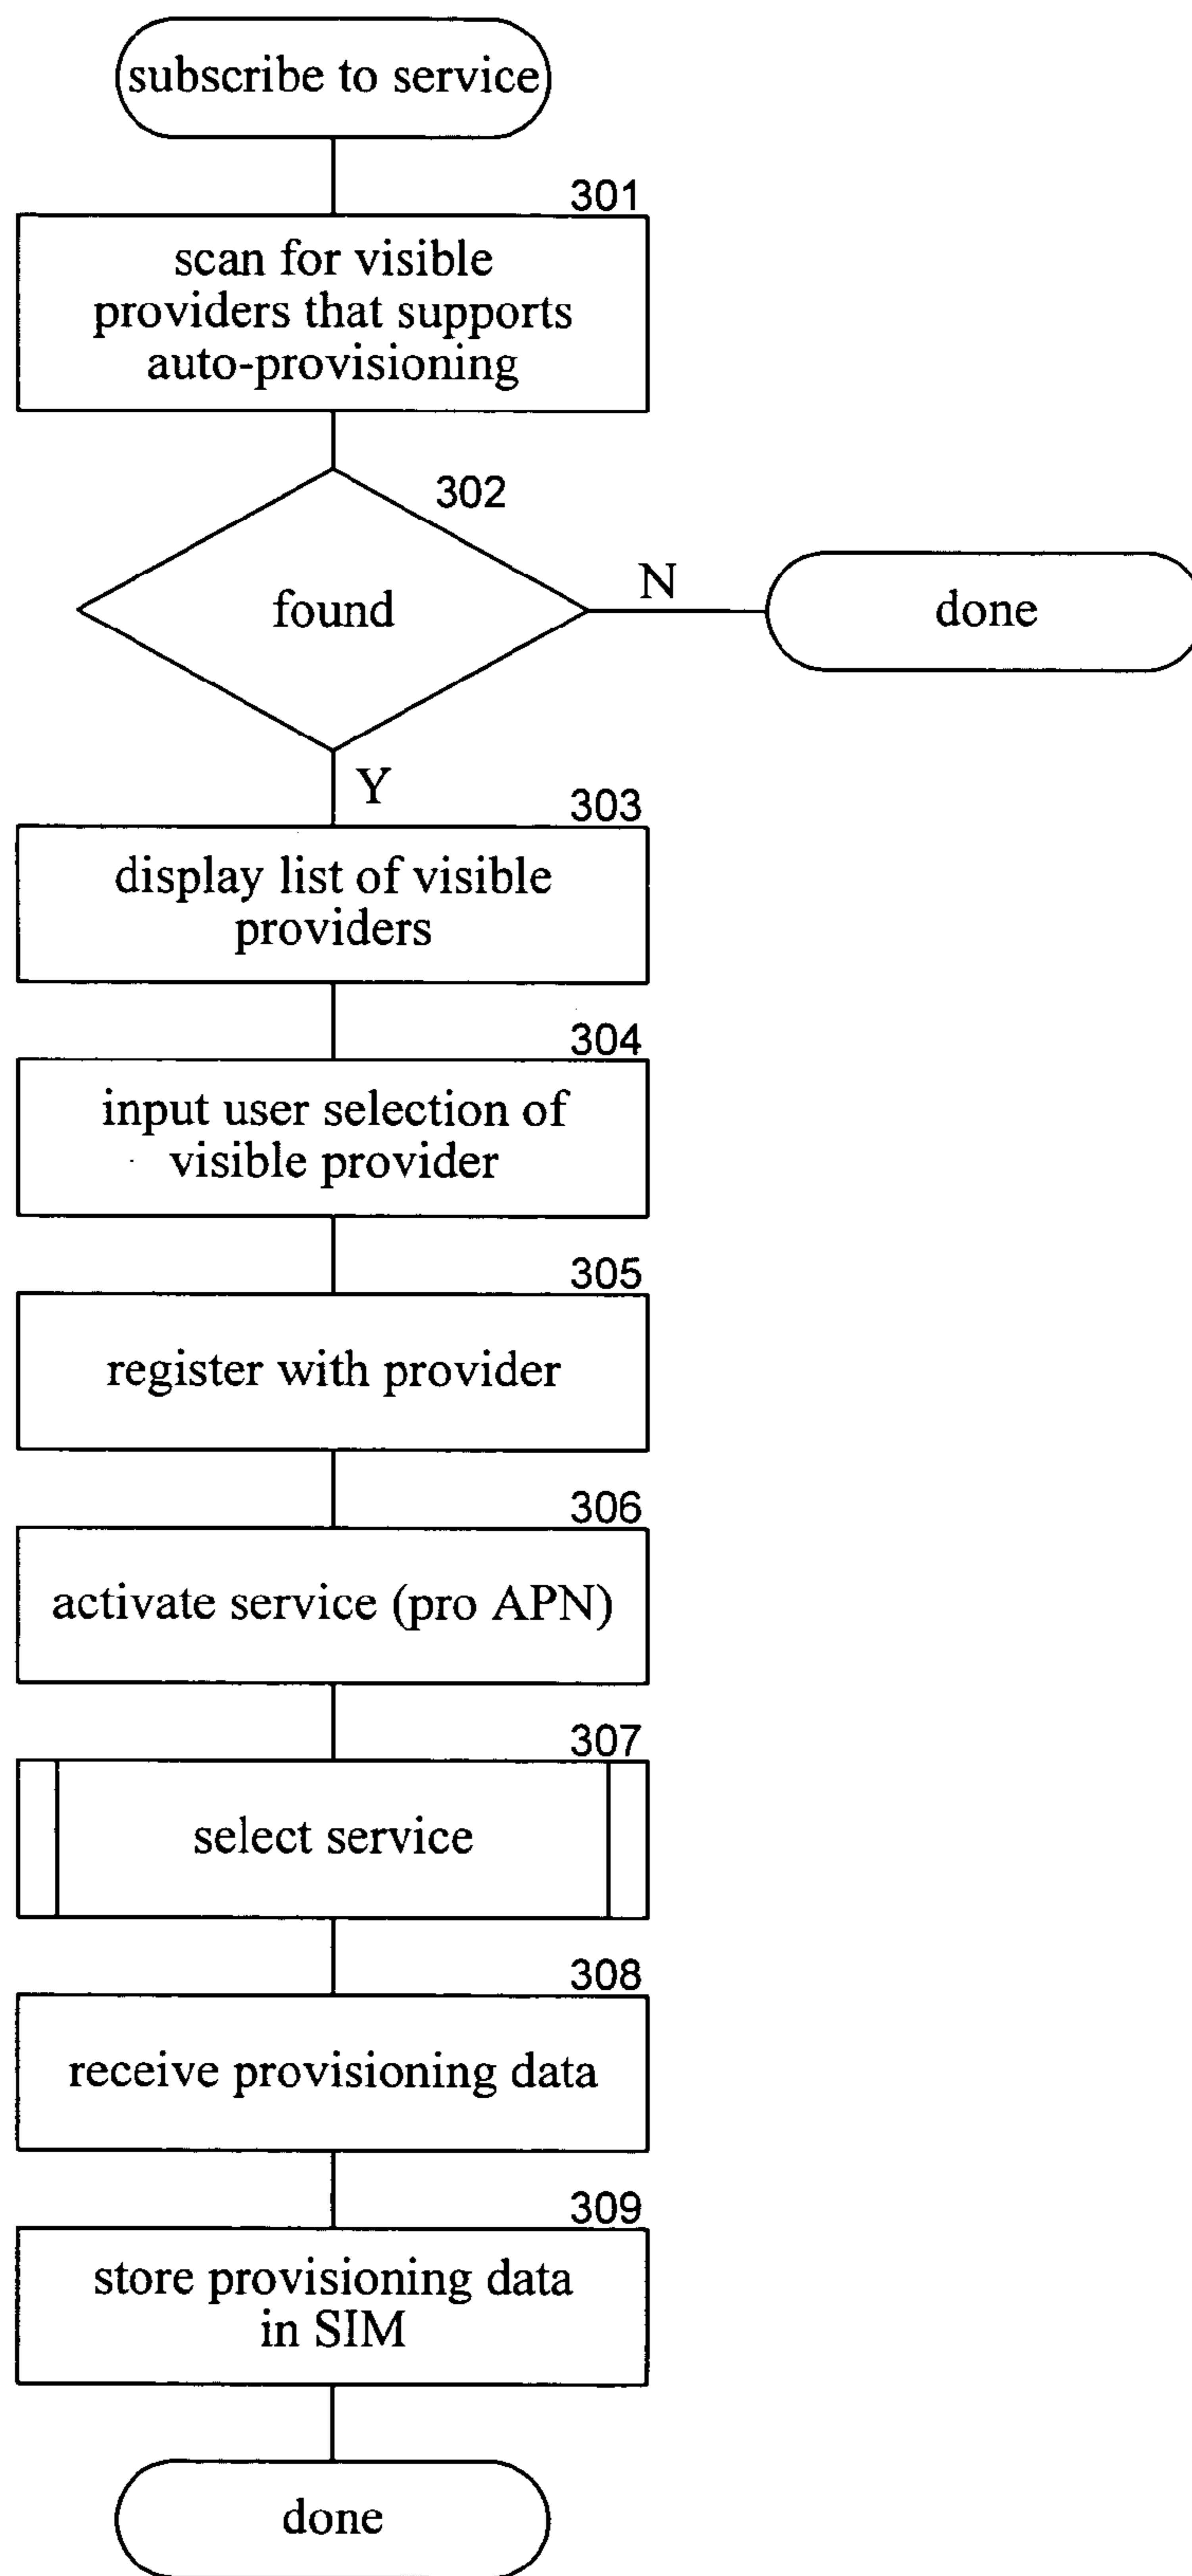 subscribe to service
301
scan for visible
providers that supports
auto-provisioning
302
found
N
done
Y
303
display list of visible
providers
304
input user selection of
visible provider
305
register with provider
306
activate service (pro APN)
307
select service
308
receive provisioning data
309
store provisioning data
in SIM
done